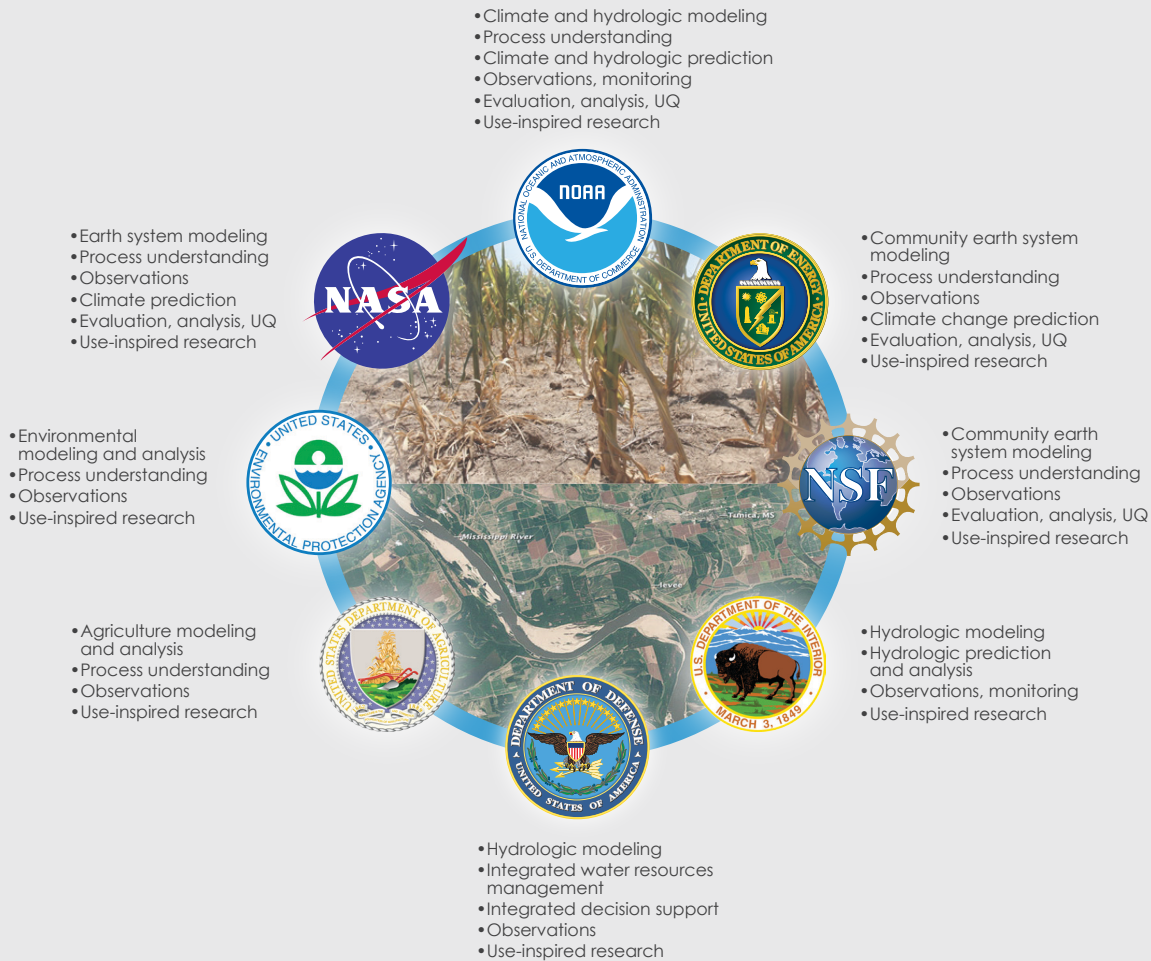 •Climate and hydrologic modeling
•Process understanding
•Climate and hydrologic prediction
•Observations, monitoring
•Evaluation, analysis, UQ
•Use-inspired research
NATIONAL OCEANIC AND ATMOSPHERIC ADMINISTRATION
NOAA
U.S. DEPARTMENT OF COMMERCE
•Earth system modeling
•Process understanding
•Observations
•Climate prediction
•Evaluation, analysis, UQ
•Use-inspired research
NASA
DEPARTMENT OF ENERGY
UNITED STATES OF AMERICA
•Community earth system
modeling
•Process understanding
•Observations
•Climate change prediction
•Evaluation, analysis, UQ
•Use-inspired research
•Environmental
modeling and analysis
•Process understanding
•Observations
•Use-inspired research
UNITED STATES
ENVIRONMENTAL PROTECTION AGENCY
NSF
•Community earth
system modeling
•Process understanding
•Observations
•Evaluation, analysis, UQ
•Use-inspired research
Tunica, MS
Mississippi River
levee
•Agriculture modeling
and analysis
•Process understanding
•Observations
•Use-inspired research
UNITED STATES DEPARTMENT OF AGRICULTURE
U.S. DEPARTMENT OF THE INTERIOR
MARCH 3, 1849
•Hydrologic modeling
•Hydrologic prediction
and analysis
•Observations, monitoring
•Use-inspired research
DEPARTMENT OF DEFENSE
UNITED STATES OF AMERICA
•Hydrologic modeling
•Integrated water resources
management
•Integrated decision support
•Observations
•Use-inspired research